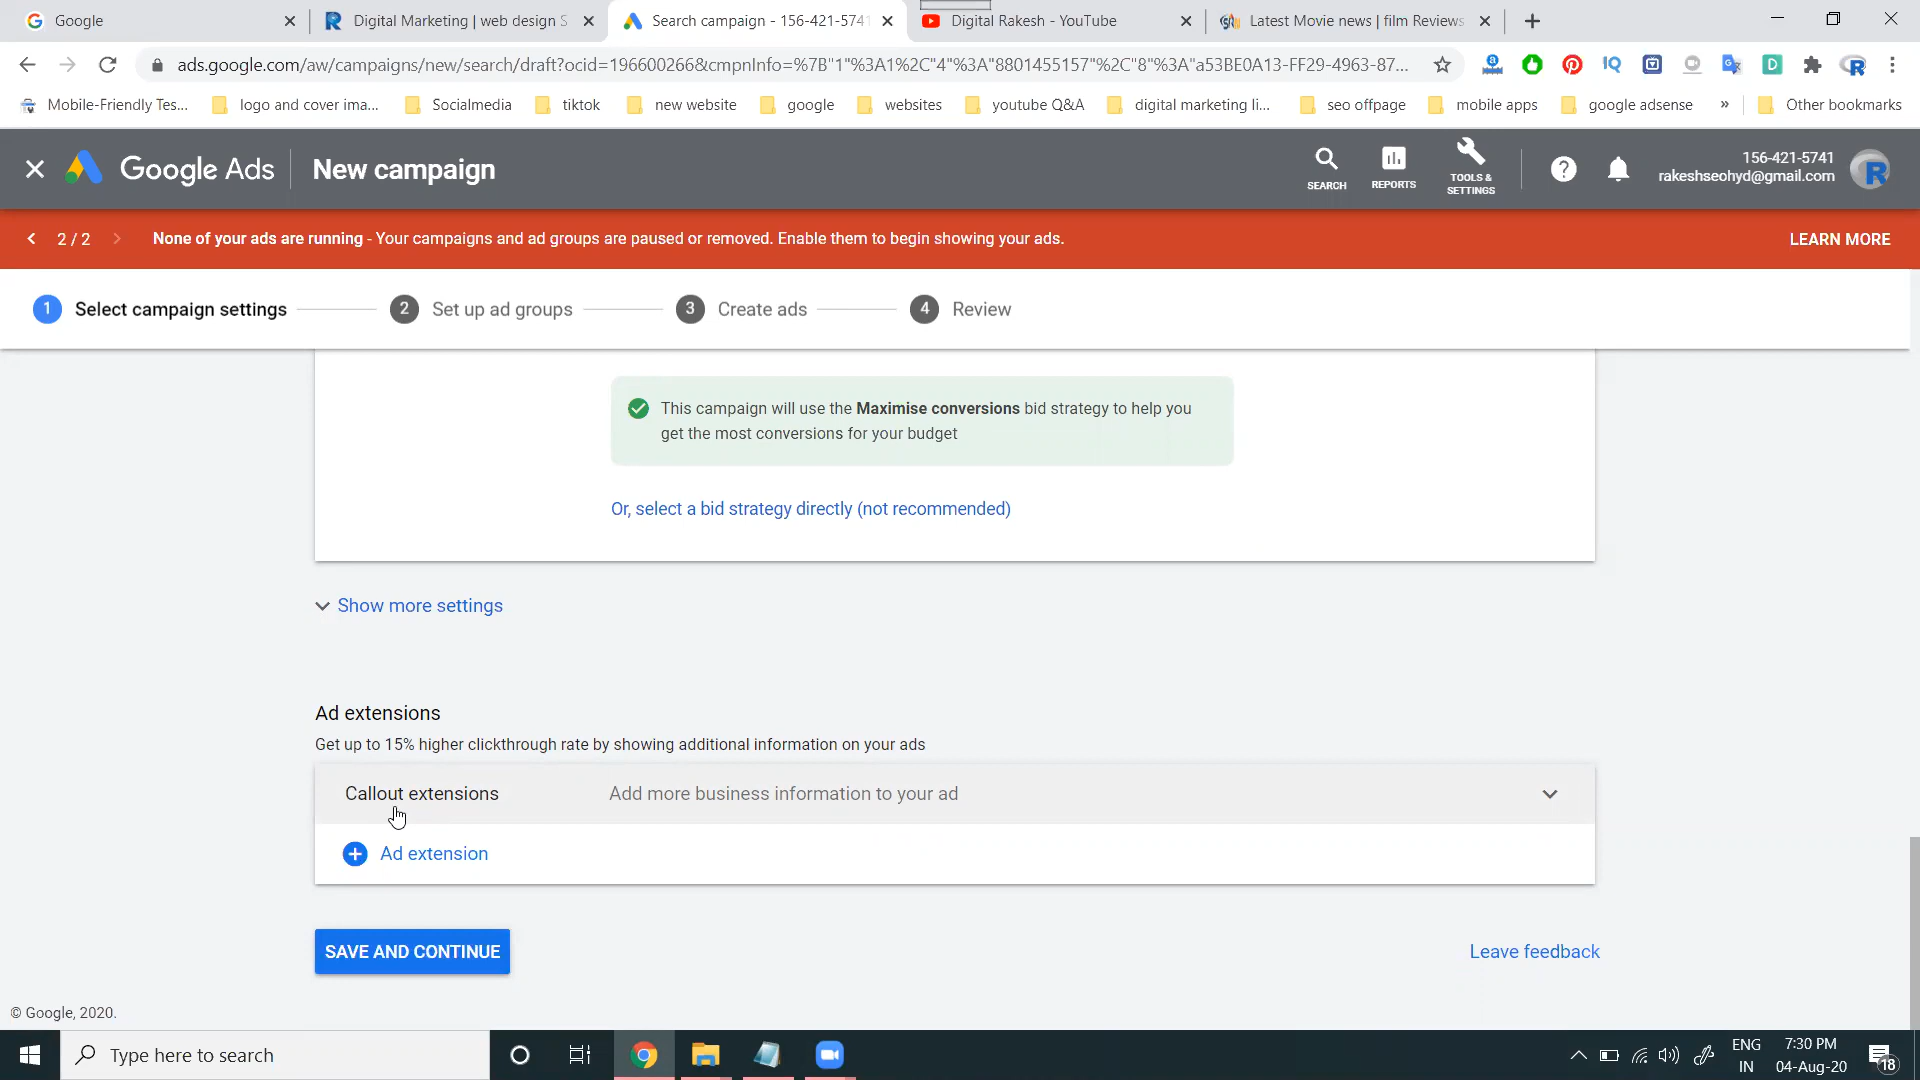 Google
Digital Marketing | web design S
Search campaign - 156-421-5741
Digital Rakesh - YouTube
Latest Movie news | film Reviews
ads.google.com/aw/campaigns/new/search/draft?ocid=196600266&cmpnInfo=%7B"1"%3A1%2C"4"%3A"8801455157"%2C"8"%3A"a53BE0A13-FF29-4963-87...
Mobile-Friendly Tes...
logo and cover ima...
Socialmedia
tiktok
new website
google
websites
youtube Q&A
digital marketing li...
seo offpage
mobile apps
google adsense
»
Other bookmarks
Google Ads
New campaign
SEARCH
REPORTS
TOOLS &
SETTINGS
156-421-5741
rakeshseohyd@gmail.com
2 / 2
None of your ads are running - Your campaigns and ad groups are paused or removed. Enable them to begin showing your ads.
LEARN MORE
1 Select campaign settings
2 Set up ad groups
3 Create ads
4 Review
This campaign will use the Maximise conversions bid strategy to help you
get the most conversions for your budget
Or, select a bid strategy directly (not recommended)
Show more settings
Ad extensions
Get up to 15% higher clickthrough rate by showing additional information on your ads
Callout extensions
Add more business information to your ad
Ad extension
SAVE AND CONTINUE
Leave feedback
© Google, 2020.
Type here to search
ENG
IN
7:30 PM
04-Aug-20
18